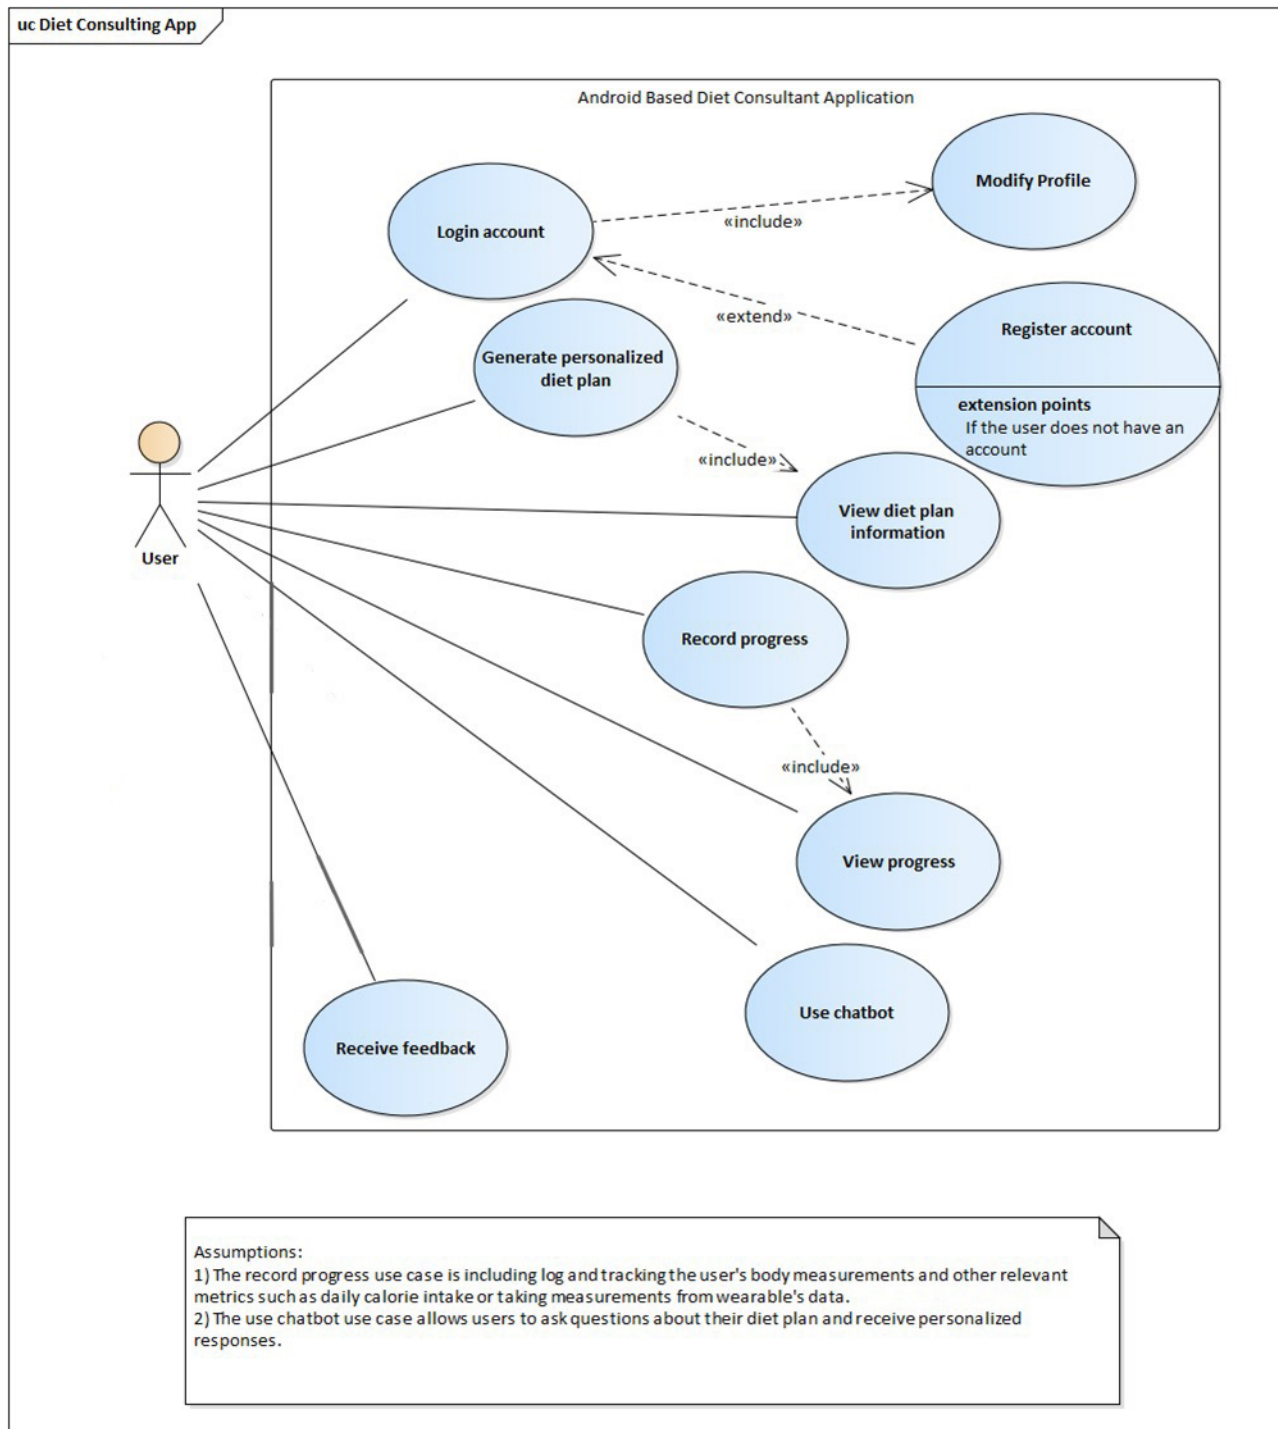 uc Diet Consulting App
Android Based Diet Consultant Application
Modify Profile
Login account
«include»
«extend»
Register account
Generate personalized
diet plan
extension points
If the user does not have an
account
«include»
View diet plan
information
User
Record progress
«include»
View progress
Use chatbot
Receive feedback
Assumptions:
1) The record progress use case is including log and tracking the user's body measurements and other relevant
metrics such as daily calorie intake or taking measurements from wearable's data.
2) The use chatbot use case allows users to ask questions about their diet plan and receive personalized
responses.